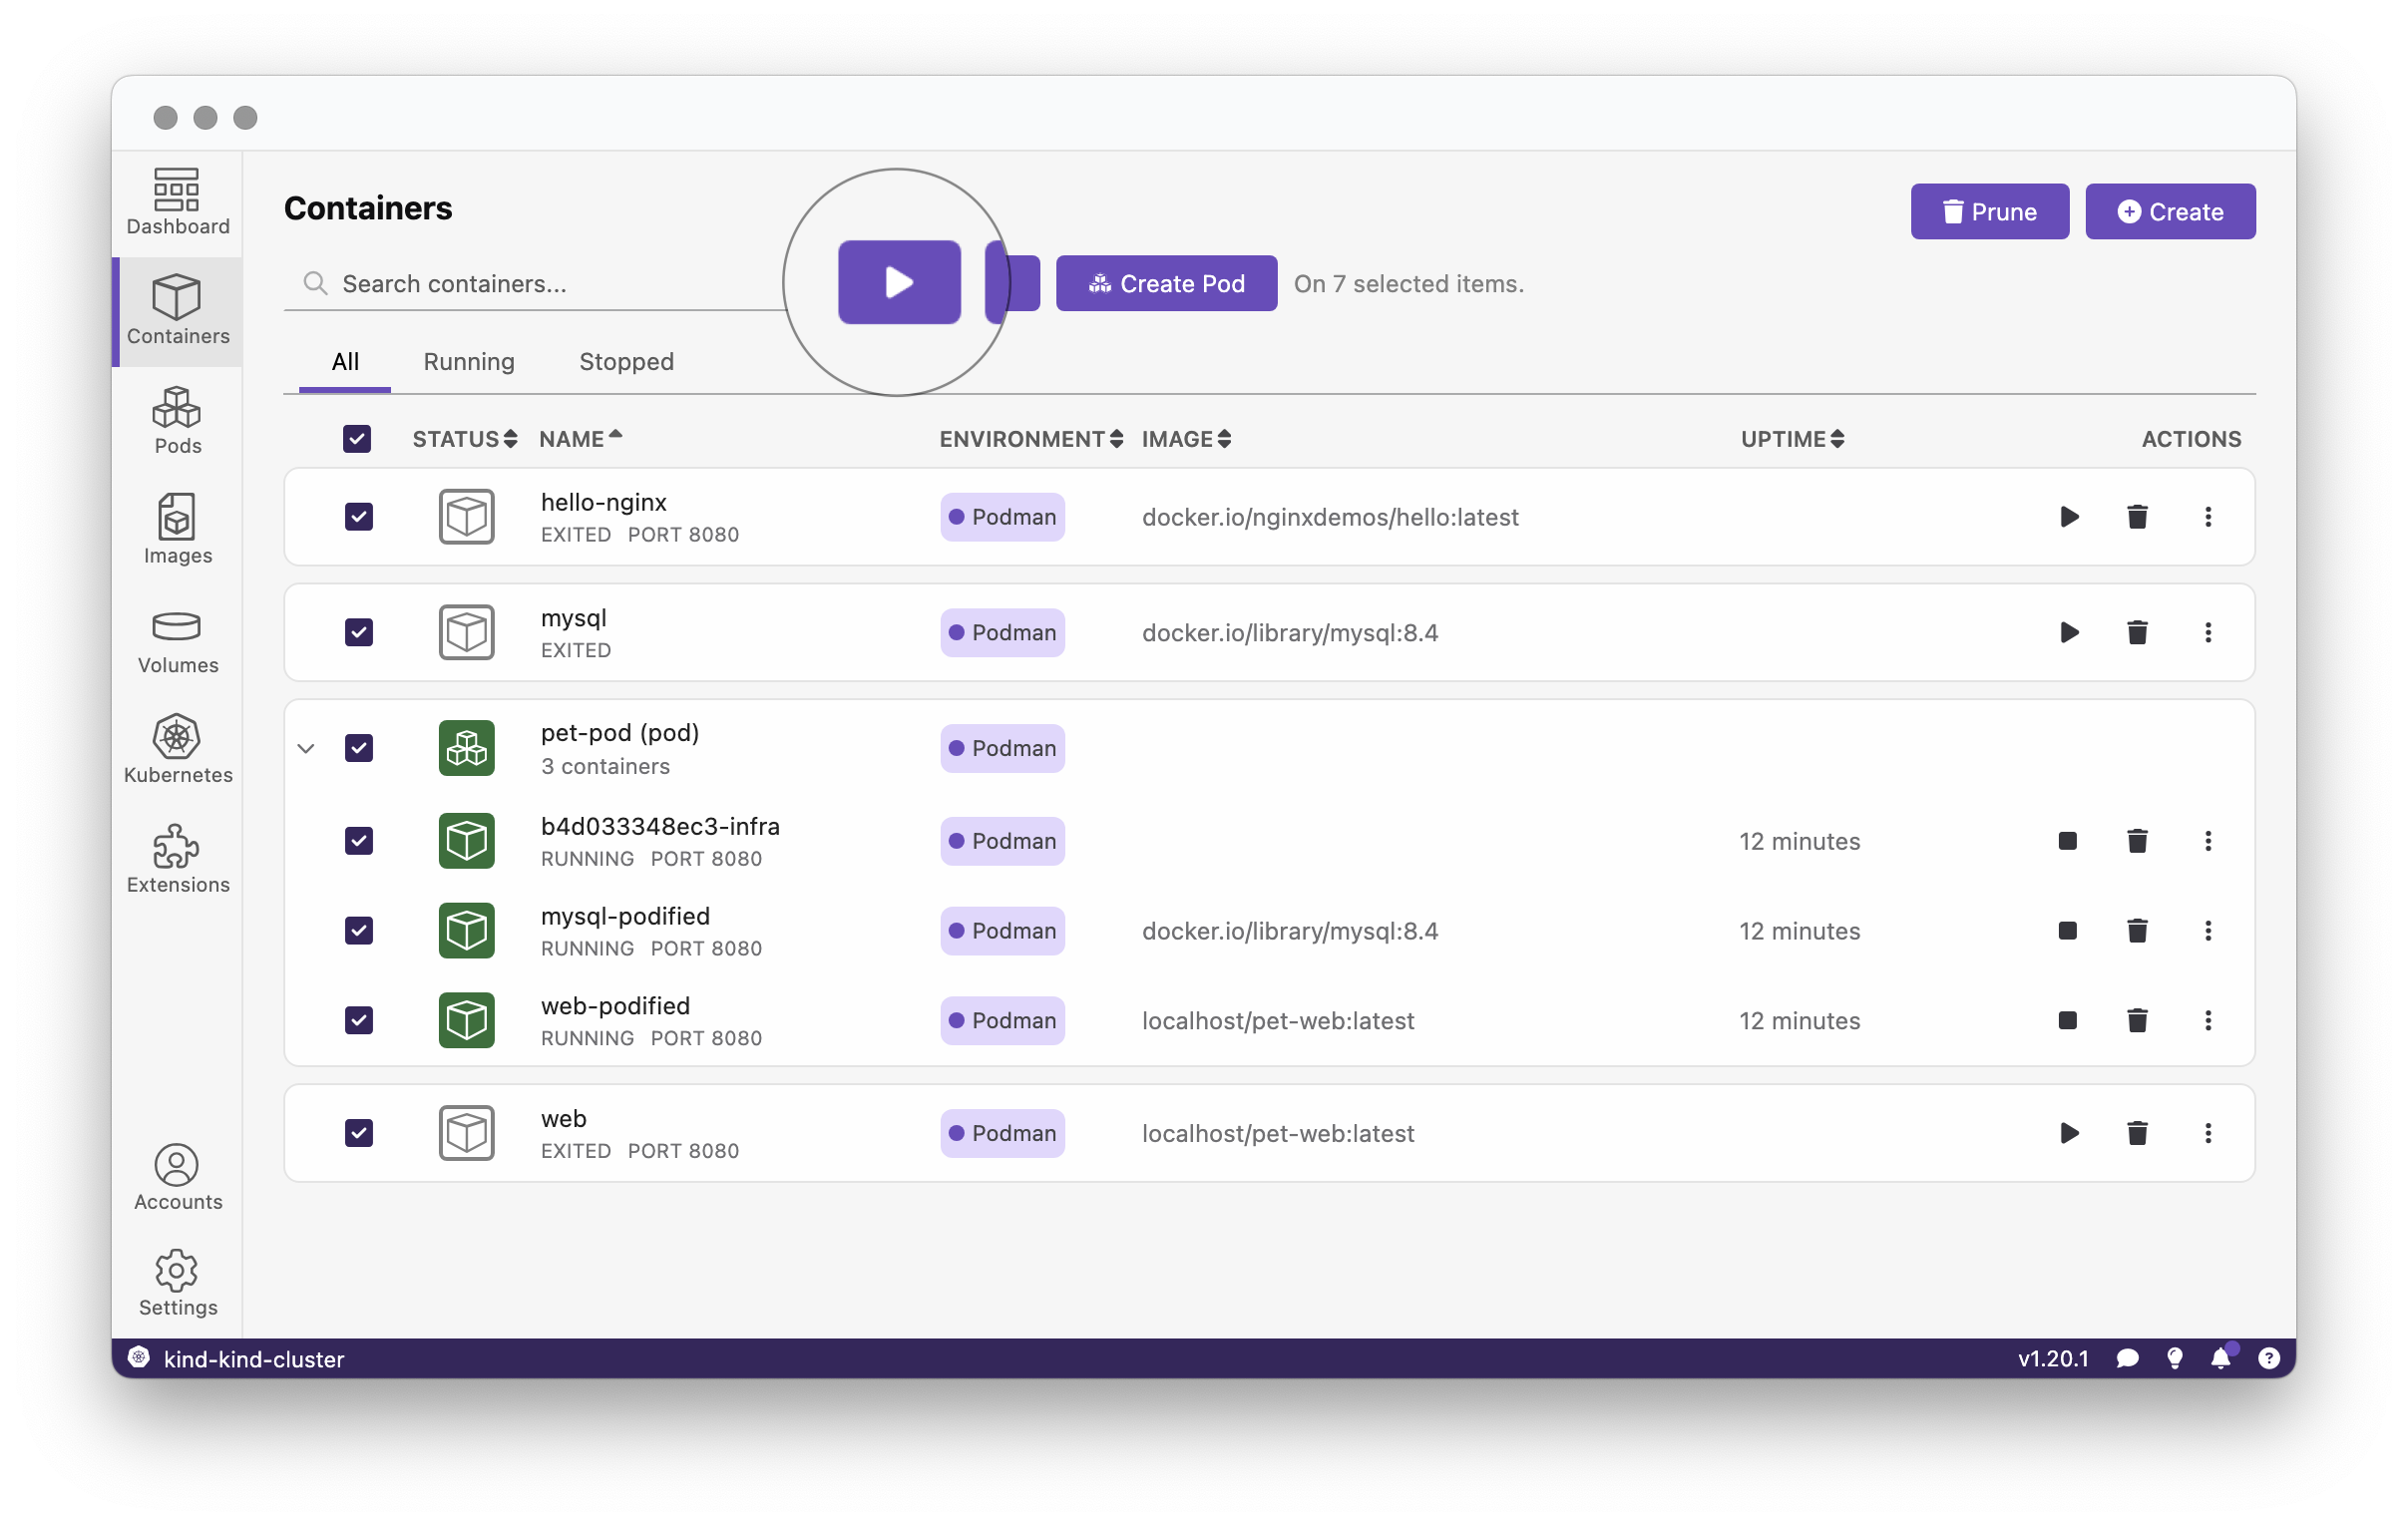 Dashboard
Containers
Pods
Images
Volumes
Kubernetes
Extensions
Accounts
Settings
Containers
Prune
Create
Search containers...
Create Pod
On 7 selected items.
All Running Stopped
STATUS NAME ENVIRONMENT IMAGE UPTIME ACTIONS
hello-nginx
EXITED PORT 8080
Podman
docker.io/nginxdemos/hello:latest
mysql
EXITED
Podman
docker.io/library/mysql:8.4
pet-pod (pod)
3 containers
Podman
b4d033348ec3-infra
RUNNING PORT 8080
Podman
12 minutes
mysql-podified
RUNNING PORT 8080
Podman
docker.io/library/mysql:8.4
12 minutes
web-podified
RUNNING PORT 8080
Podman
localhost/pet-web:latest
12 minutes
web
EXITED PORT 8080
Podman
localhost/pet-web:latest
kind-kind-cluster
v1.20.1